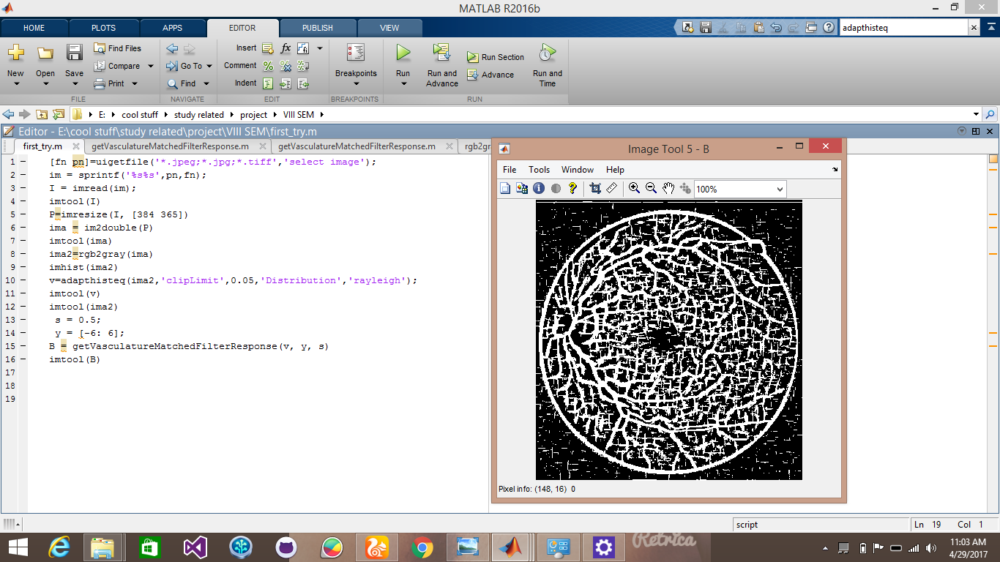 MATLAB R2016b
HOME PLOTS APPS EDITOR PUBLISH VIEW adapthisteq
New Open Save Find Files Compare Print
Go To Find
Insert fx
Comment
Indent
Breakpoints
Run Run and Advance Run Section Advance Run and Time
FILE NAVIGATE EDIT BREAKPOINTS RUN
E: cool stuff study related project VIII SEM
Editor - E:\cool stuff\study related\project\VIII SEM\first_try.m
first_try.m getVasculatureMatchedFilterResponse.m getVasculatureMatchedFilterResponse.m rgb2gr
1 [fn pn]=uigetfile('*.jpeg;*.jpg;*.tiff','select image');
2 im = sprintf('%s%s',pn,fn);
3 I = imread(im);
4 imtool(I)
5 P=imresize(I, [384 365])
6 ima = im2double(P)
7 imtool(ima)
8 ima2=rgb2gray(ima)
9 imhist(ima2)
10 v=adapthisteq(ima2,'clipLimit',0.05,'Distribution','rayleigh');
11 imtool(v)
12 imtool(ima2)
13 s = 0.5;
14 y = [-6: 6];
15 B = getVasculatureMatchedFilterResponse(v, y, s)
16 imtool(B)
17
18
19
Image Tool 5 - B
File Tools Window Help
100%
Pixel info: (148, 16) 0
script Ln 19 Col 1
Retrica
11:03 AM
4/29/2017